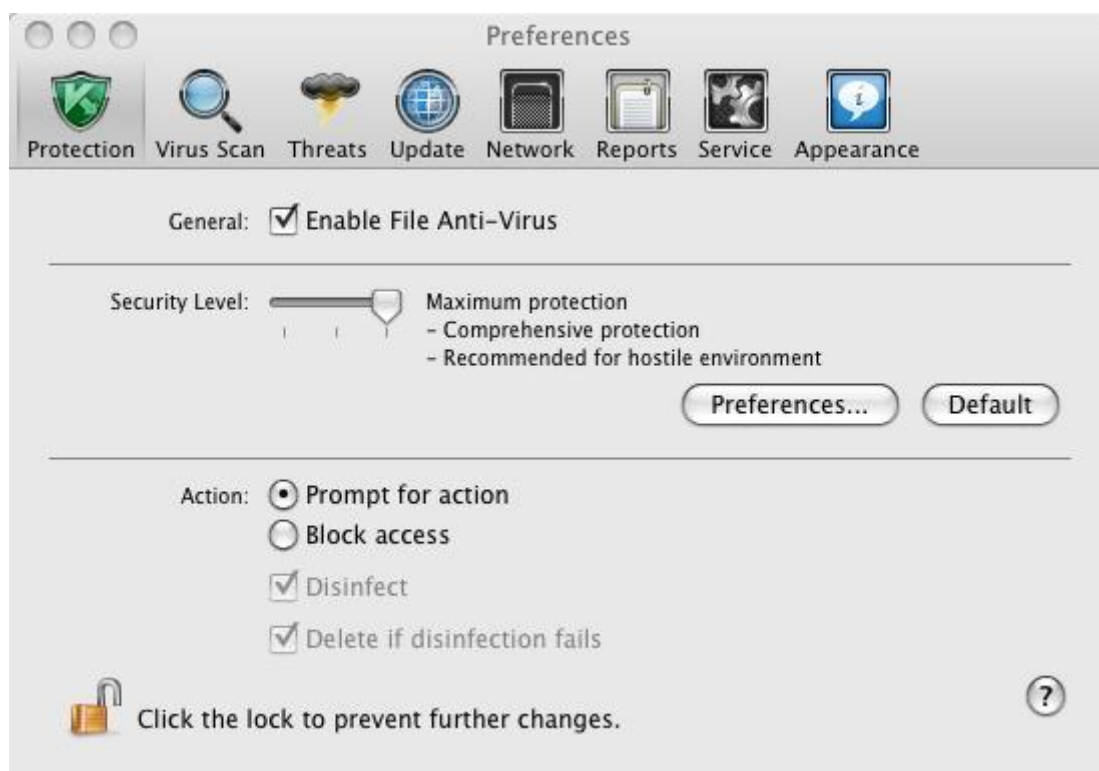 Preferences
Protection Virus Scan Threats Update Network Reports Service Appearance
General: Enable File Anti-Virus
Security Level: Maximum protection
- Comprehensive protection
- Recommended for hostile environment
Preferences... Default
Action: Prompt for action
Block access
Disinfect
Delete if disinfection fails
Click the lock to prevent further changes. ?